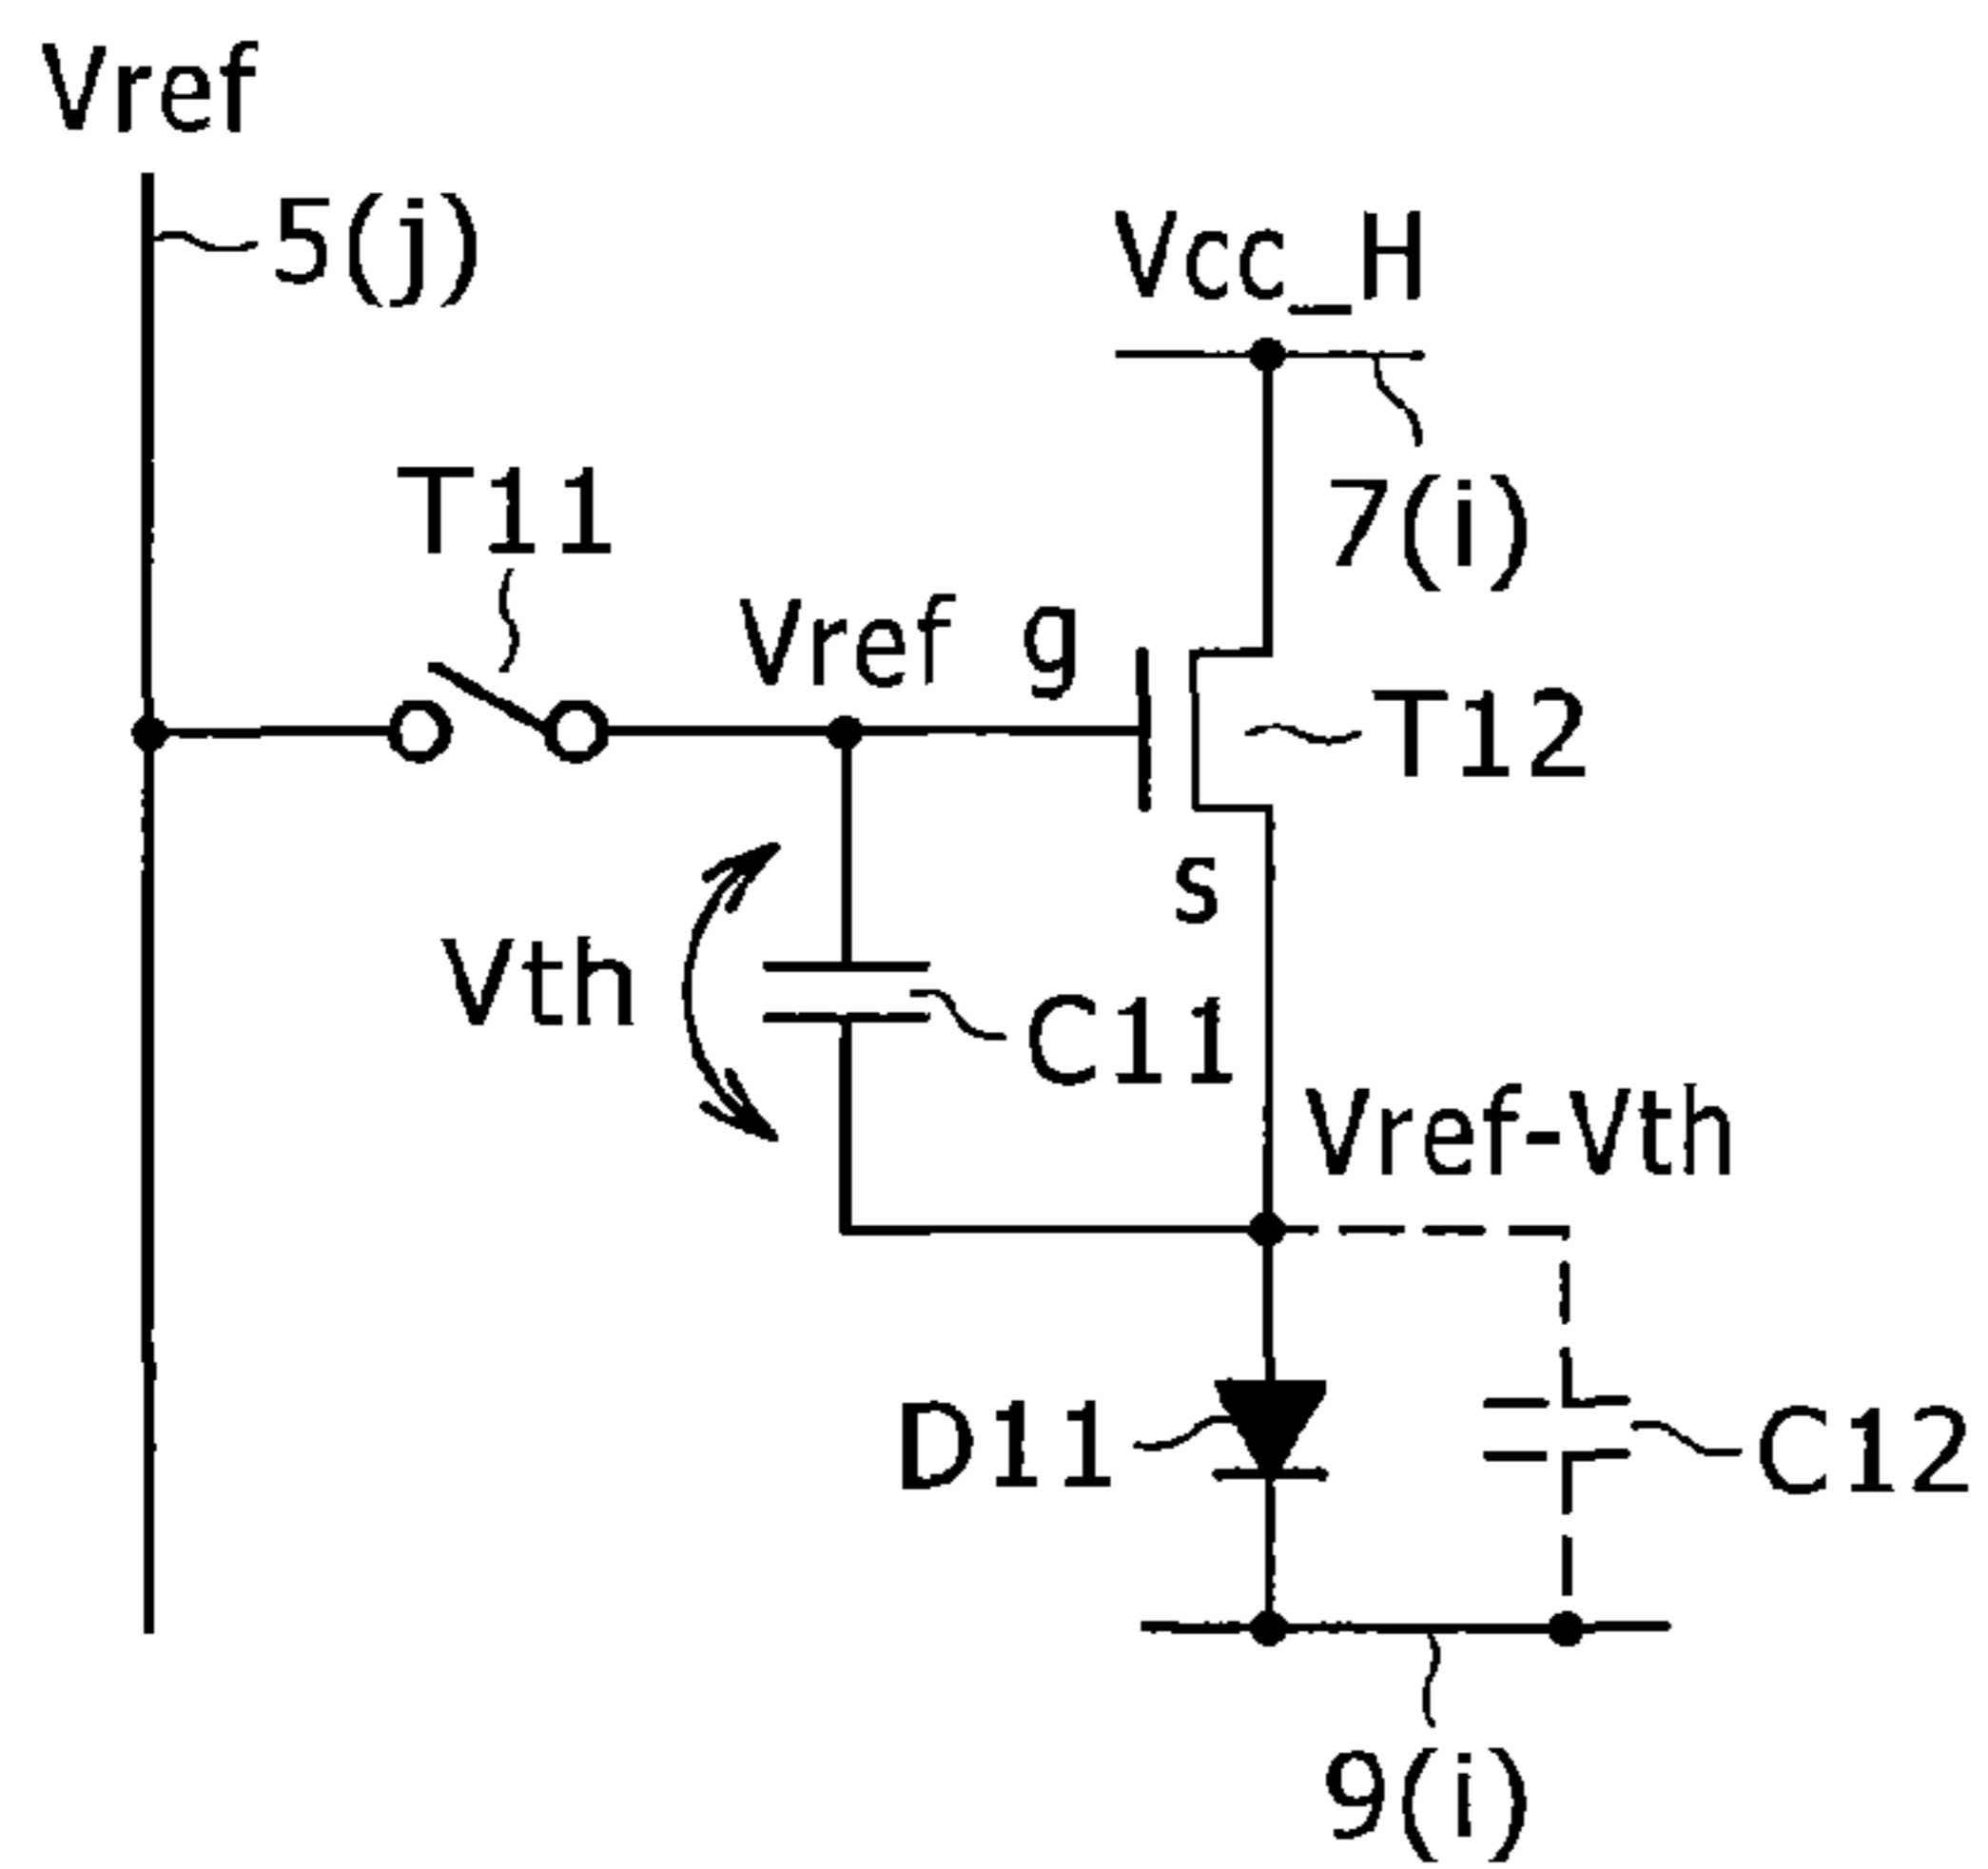 Vref
5(j)
Vcc_H
7(i)
T11
Vref g
T12
s
Vth
C11
Vref-Vth
D11
C12
9(i)